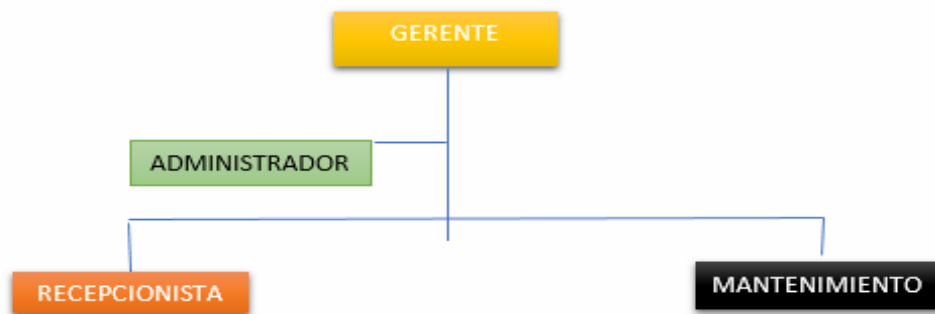 GERENTE
ADMINISTRADOR
RECEPCIONISTA
MANTENIMIENTO